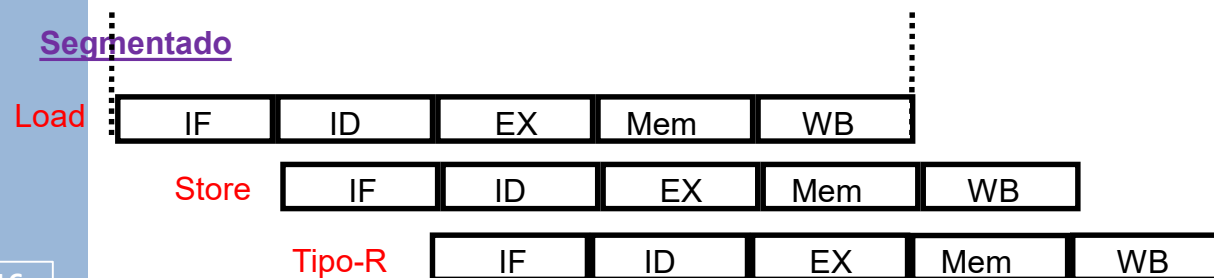 Segmentado
Load IF ID EX Mem WB
Store IF ID EX Mem WB
Tipo-R IF ID EX Mem WB